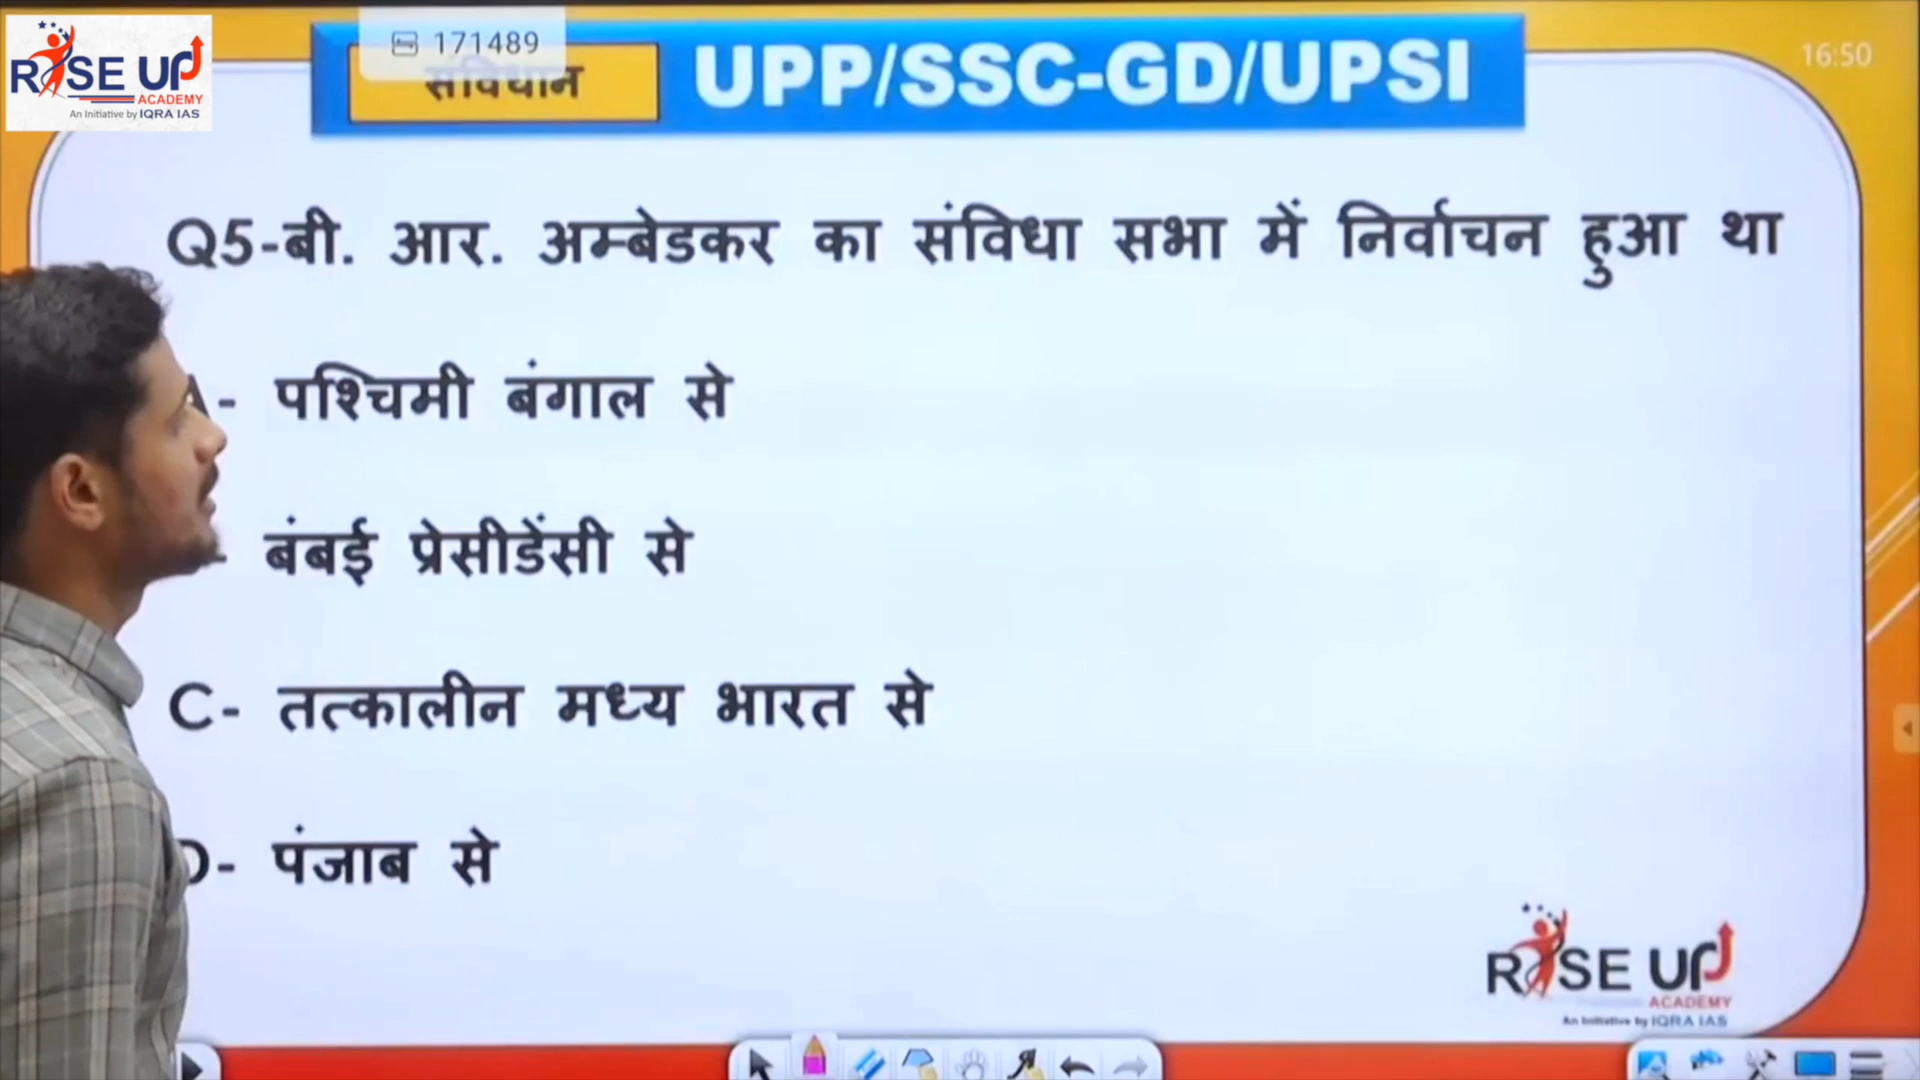 RISE UP
ACADEMY
An Initiative by IQRA IAS
171489
संविधान
UPP/SSC-GD/UPSI
16:50
Q5-बी. आर. अम्बेडकर का संविधा सभा में निर्वाचन हुआ था
- पश्चिमी बंगाल से
- बंबई प्रेसीडेंसी से
C- तत्कालीन मध्य भारत से
D- पंजाब से
RISE UP
ACADEMY
An Initiative by IQRA IAS